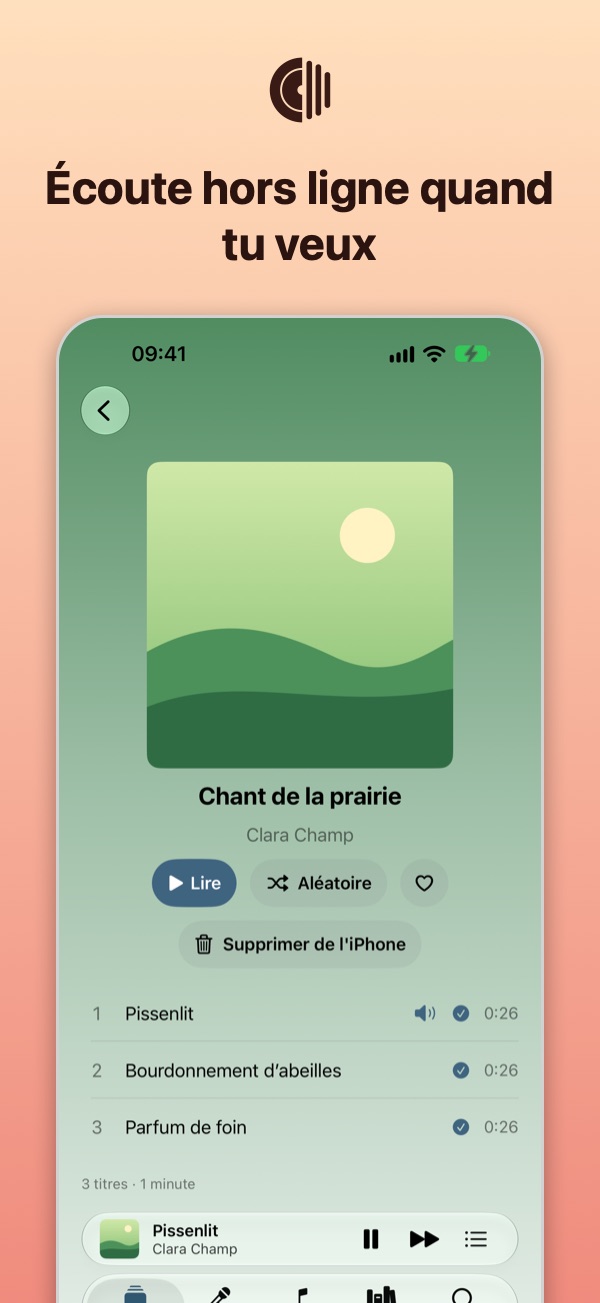 Écoute hors ligne quand
tu veux
09:41
Chant de la prairie
Clara Champ
Lire
Aléatoire
Supprimer de l'iPhone
1 Pissenlit 0:26
2 Bourdonnement d’abeilles 0:26
3 Parfum de foin 0:26
3 titres · 1 minute
Pissenlit
Clara Champ